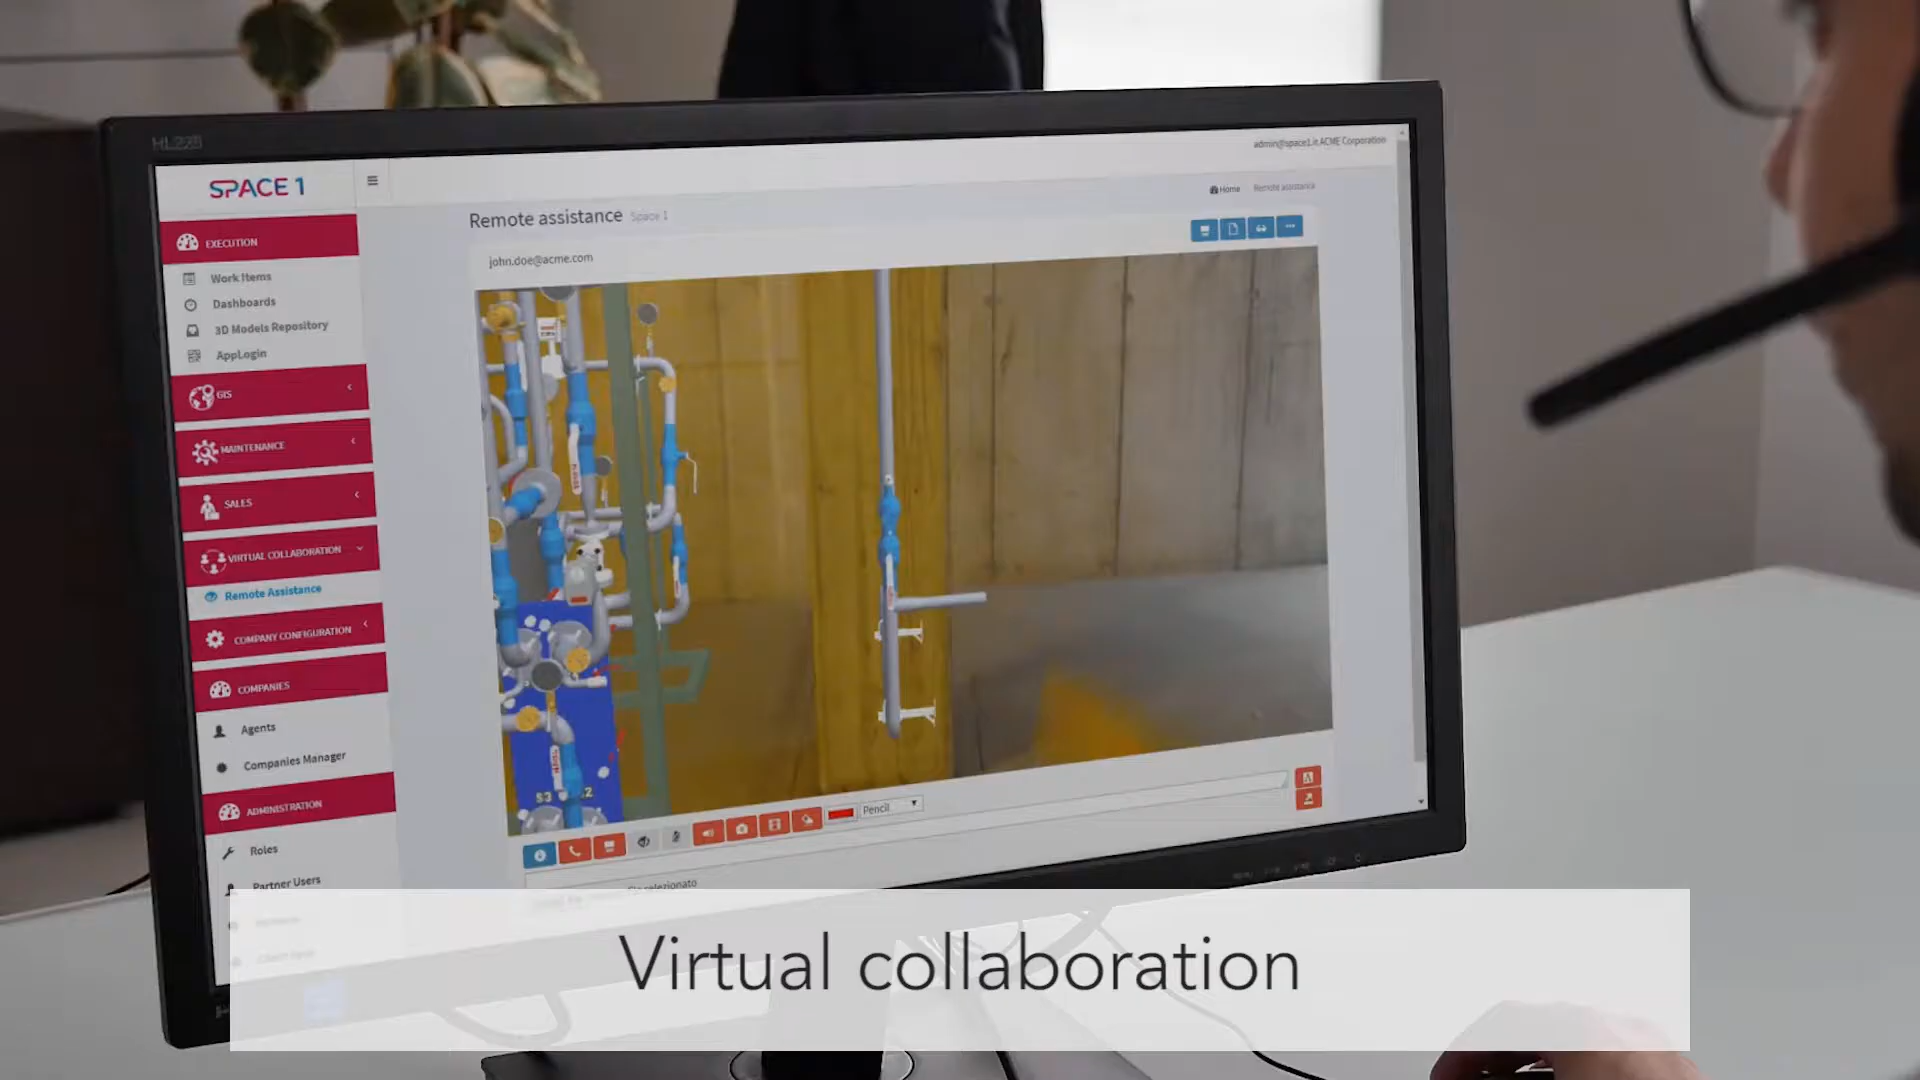 HL225
admin@space1.it ACME Corporation
SPACE 1
Home
Remote assistance
Remote assistance Space 1
EXECUTION
john.doe@acme.com
Work Items
Dashboards
3D Models Repository
AppLogin
GIS
MAINTENANCE
SALES
VIRTUAL COLLABORATION
Remote Assistance
COMPANY CONFIGURATION
COMPANIES
Agents
Companies Manager
ADMINISTRATION
Pencil
Roles
Partner Users
selezionato
Virtual collaboration